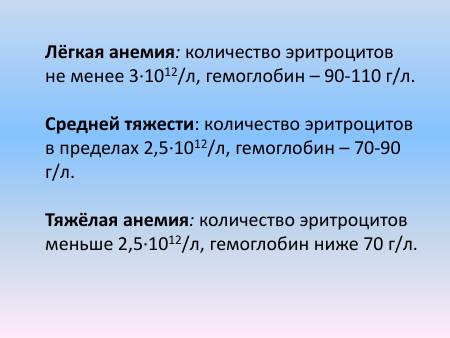 Лёгкая анемия: количество эритроцитов
не менее 3·10¹²/л, гемоглобин – 90-110 г/л.
Средней тяжести: количество эритроцитов
в пределах 2,5·10¹²/л, гемоглобин – 70-90
г/л.
Тяжёлая анемия: количество эритроцитов
меньше 2,5·10¹²/л, гемоглобин ниже 70 г/л.